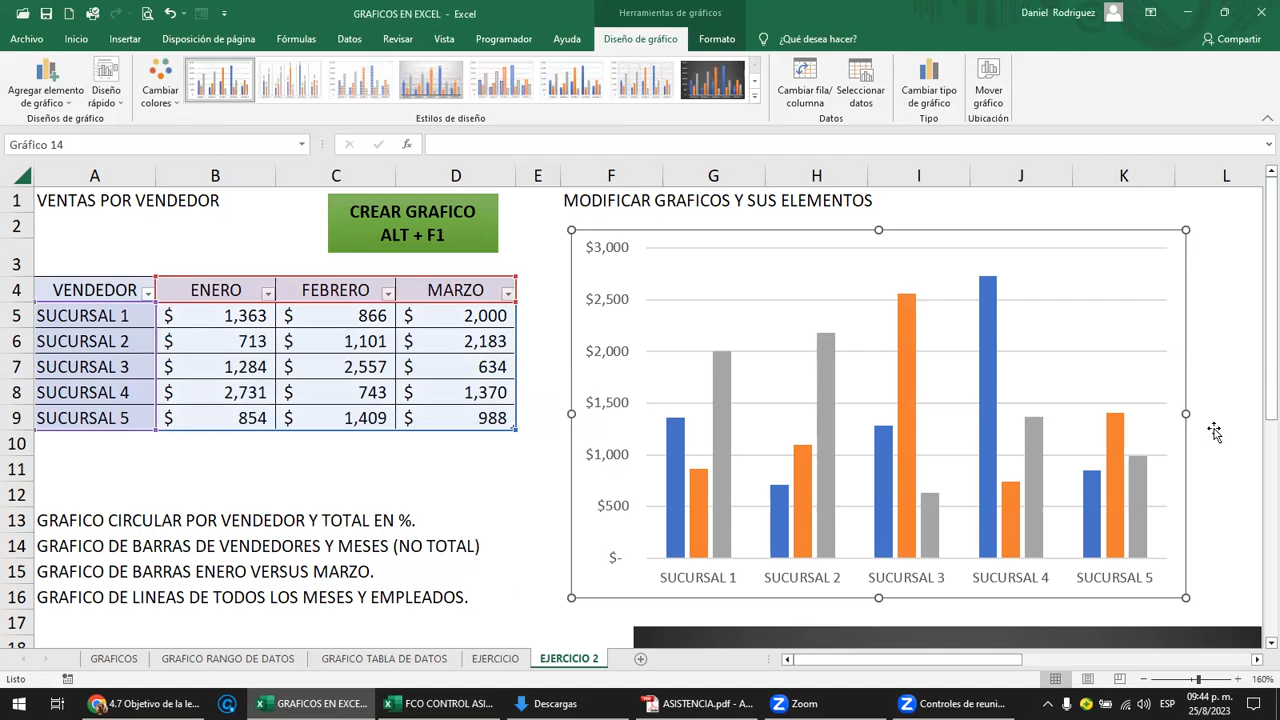 GRAFICOS EN EXCEL - Excel
Herramientas de gráficos
Daniel Rodriguez
Archivo Inicio Insertar Disposición de página Fórmulas Datos Revisar Vista Programador Ayuda Diseño de gráfico Formato ¿Qué desea hacer? Compartir
Agregar elemento de gráfico
Diseño rápido
Cambiar colores
Cambiar fila/ columna
Seleccionar datos
Cambiar tipo de gráfico
Mover gráfico
Diseños de gráfico Estilos de diseño Datos Tipo Ubicación
Gráfico 14 fx
A B C D E F G H I J K L
1 VENTAS POR VENDEDOR MODIFICAR GRAFICOS Y SUS ELEMENTOS
CREAR GRAFICO
ALT + F1
2
3
4 VENDEDOR ENERO FEBRERO MARZO
5 SUCURSAL 1 $ 1,363 $ 866 $ 2,000
6 SUCURSAL 2 $ 713 $ 1,101 $ 2,183
7 SUCURSAL 3 $ 1,284 $ 2,557 $ 634
8 SUCURSAL 4 $ 2,731 $ 743 $ 1,370
9 SUCURSAL 5 $ 854 $ 1,409 $ 988
10
11
12
13 GRAFICO CIRCULAR POR VENDEDOR Y TOTAL EN %.
14 GRAFICO DE BARRAS DE VENDEDORES Y MESES (NO TOTAL)
15 GRAFICO DE BARRAS ENERO VERSUS MARZO.
16 GRAFICO DE LINEAS DE TODOS LOS MESES Y EMPLEADOS.
17
18
$3,000
$2,500
$2,000
$1,500
$1,000
$500
$-
SUCURSAL 1 SUCURSAL 2 SUCURSAL 3 SUCURSAL 4 SUCURSAL 5
GRAFICOS GRAFICO RANGO DE DATOS GRAFICO TABLA DE DATOS EJERCICIO EJERCICIO 2
Listo 160%
4.7 Objetivo de la le... GRAFICOS EN EXCE... FCO CONTROL ASI... Descargas ASISTENCIA.pdf - A... Zoom Controles de reuni... ESP 09:44 p. m.
25/8/2023